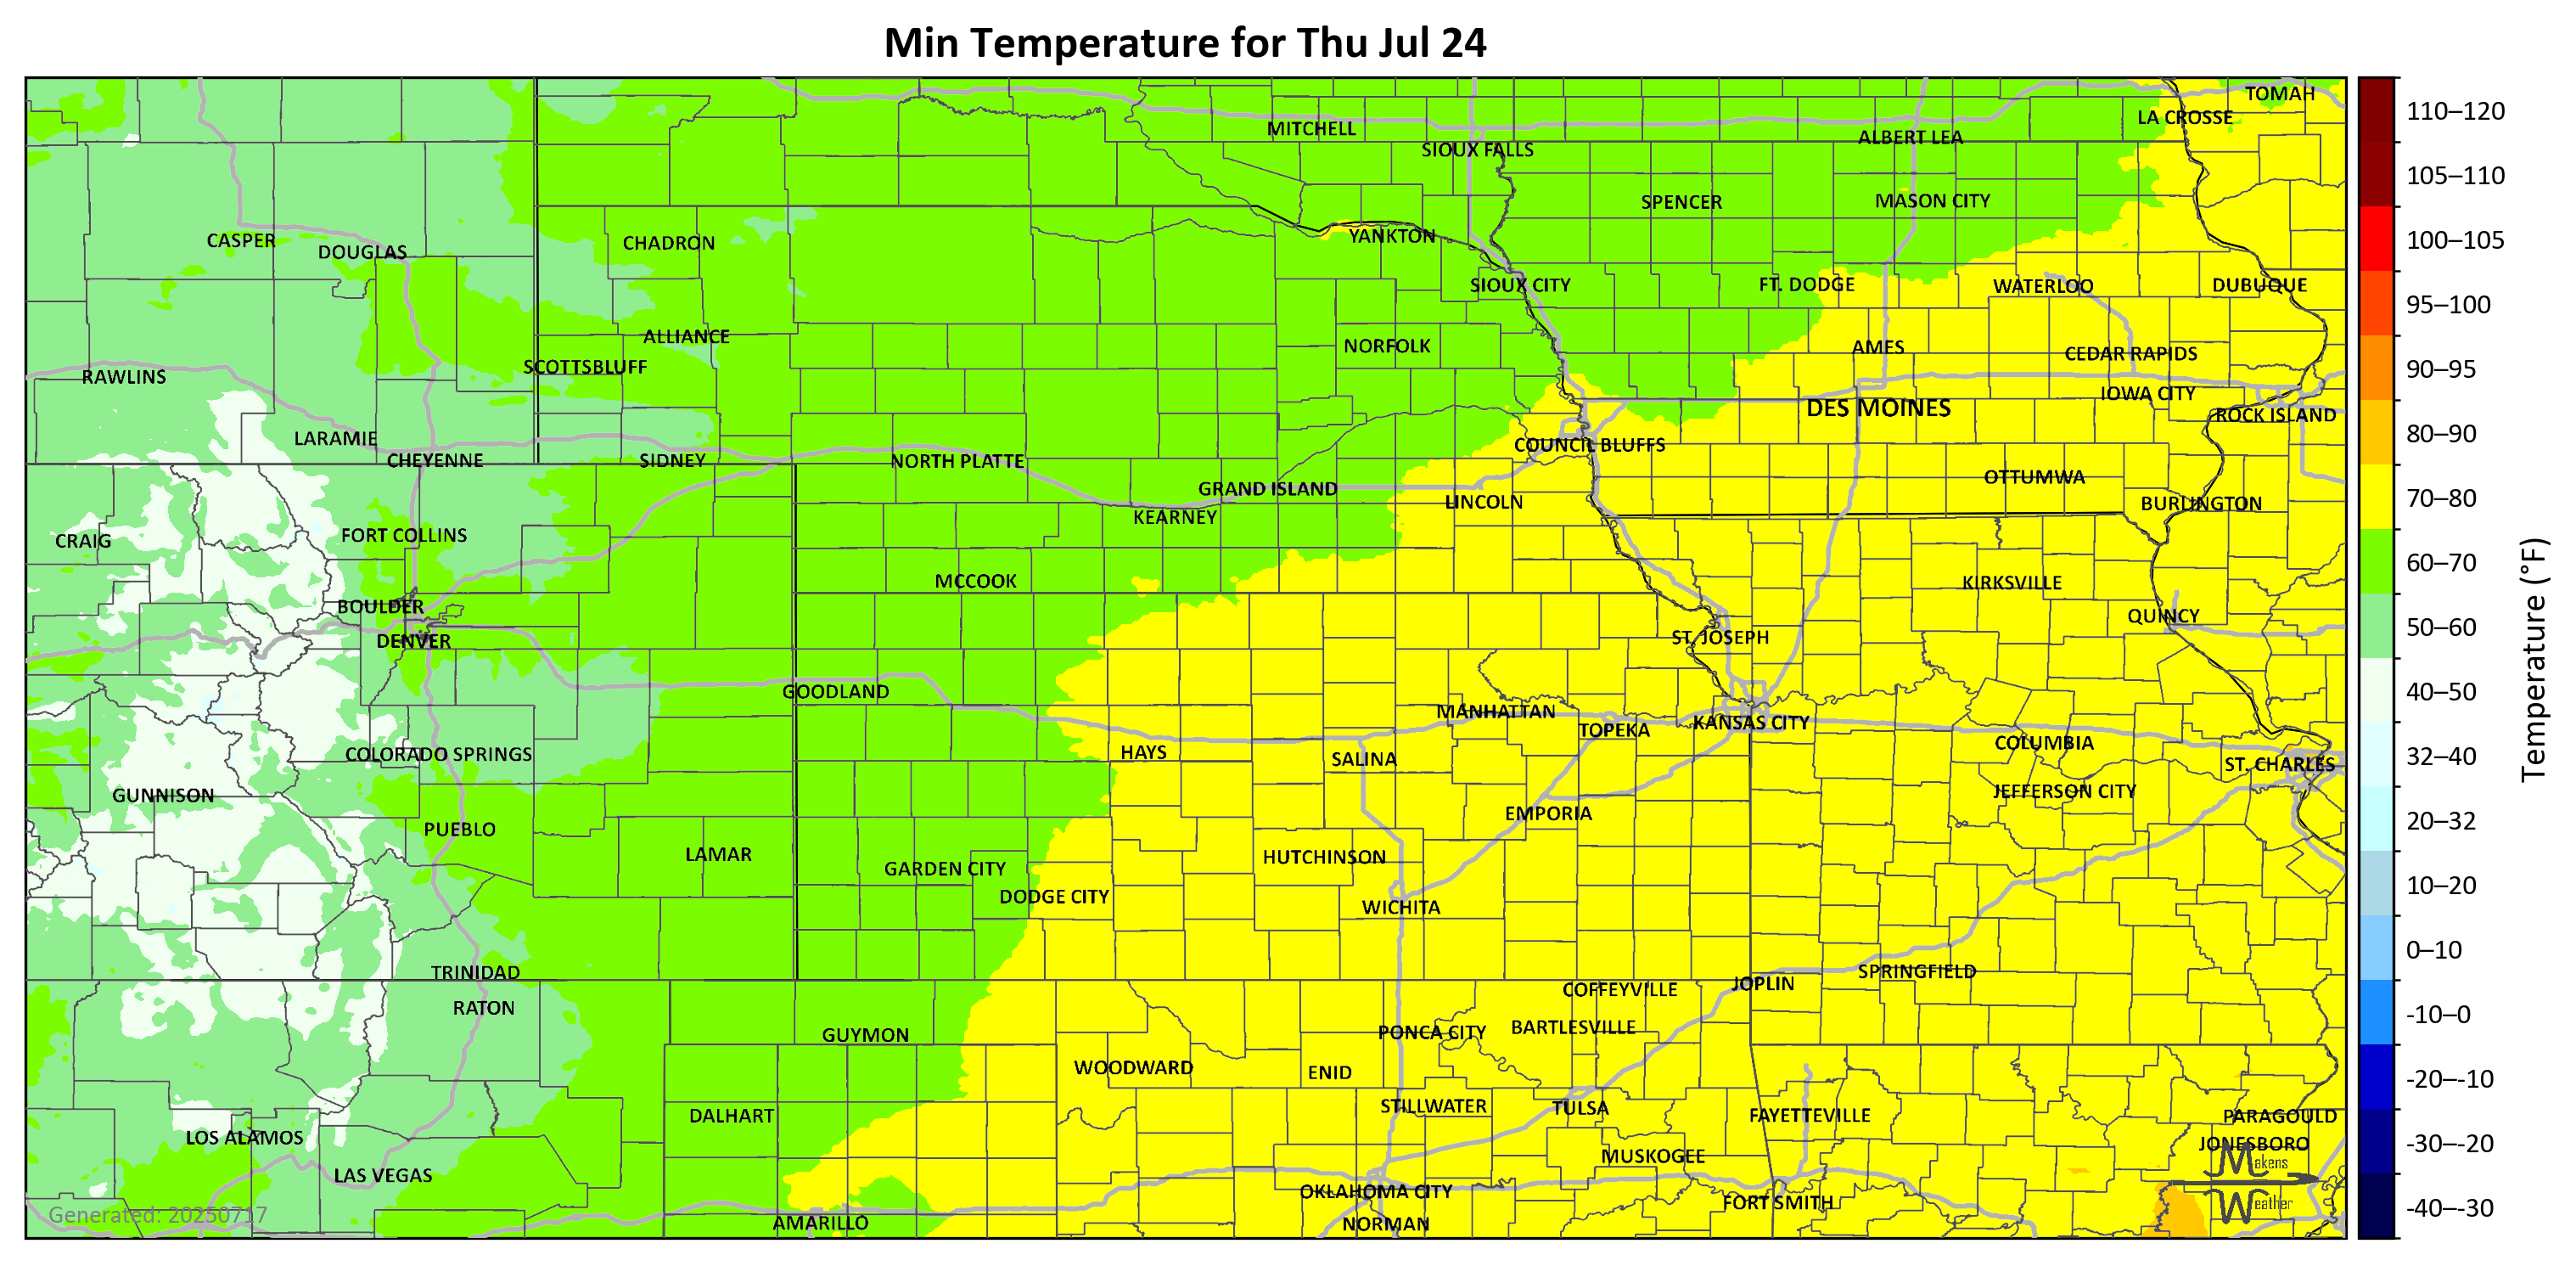 Min Temperature for Thu Jul 24
TOMAH
LA CROSSE
MITCHELL
ALBERT LEA
SIOUX FALLS
SPENCER
MASON CITY
CASPER
DOUGLAS
CHADRON
YANKTON
SIOUX CITY
FT. DODGE
WATERLOO
DUBUQUE
ALLIANCE
NORFOLK
AMES
CEDAR RAPIDS
SCOTTSBLUFF
RAWLINS
IOWA CITY
DES MOINES
ROCK ISLAND
LARAMIE
COUNCIL BLUFFS
CHEYENNE
SIDNEY
NORTH PLATTE
OTTUMWA
GRAND ISLAND
LINCOLN
BURLINGTON
KEARNEY
FORT COLLINS
CRAIG
MCCOOK
KIRKSVILLE
BOULDER
QUINCY
DENVER
ST. JOSEPH
GOODLAND
MANHATTAN
TOPEKA
KANSAS CITY
COLUMBIA
COLORADO SPRINGS
HAYS
SALINA
ST. CHARLES
GUNNISON
JEFFERSON CITY
EMPORIA
PUEBLO
LAMAR
HUTCHINSON
GARDEN CITY
DODGE CITY
WICHITA
TRINIDAD
SPRINGFIELD
JOPLIN
COFFEYVILLE
RATON
GUYMON
PONCA CITY
BARTLESVILLE
WOODWARD
ENID
STILLWATER
TULSA
DALHART
FAYETTEVILLE
PARAGOULD
LOS ALAMOS
JONESBORO
MUSKOGEE
LAS VEGAS
OKLAHOMA CITY
FORT SMITH
AMARILLO
NORMAN
Generated: 20250717
Makens
Weather
110–120
105–110
100–105
95–100
90–95
80–90
70–80
60–70
50–60
40–50
32–40
20–32
10–20
0–10
-10–0
-20–-10
-30–-20
-40–-30
Temperature (°F)